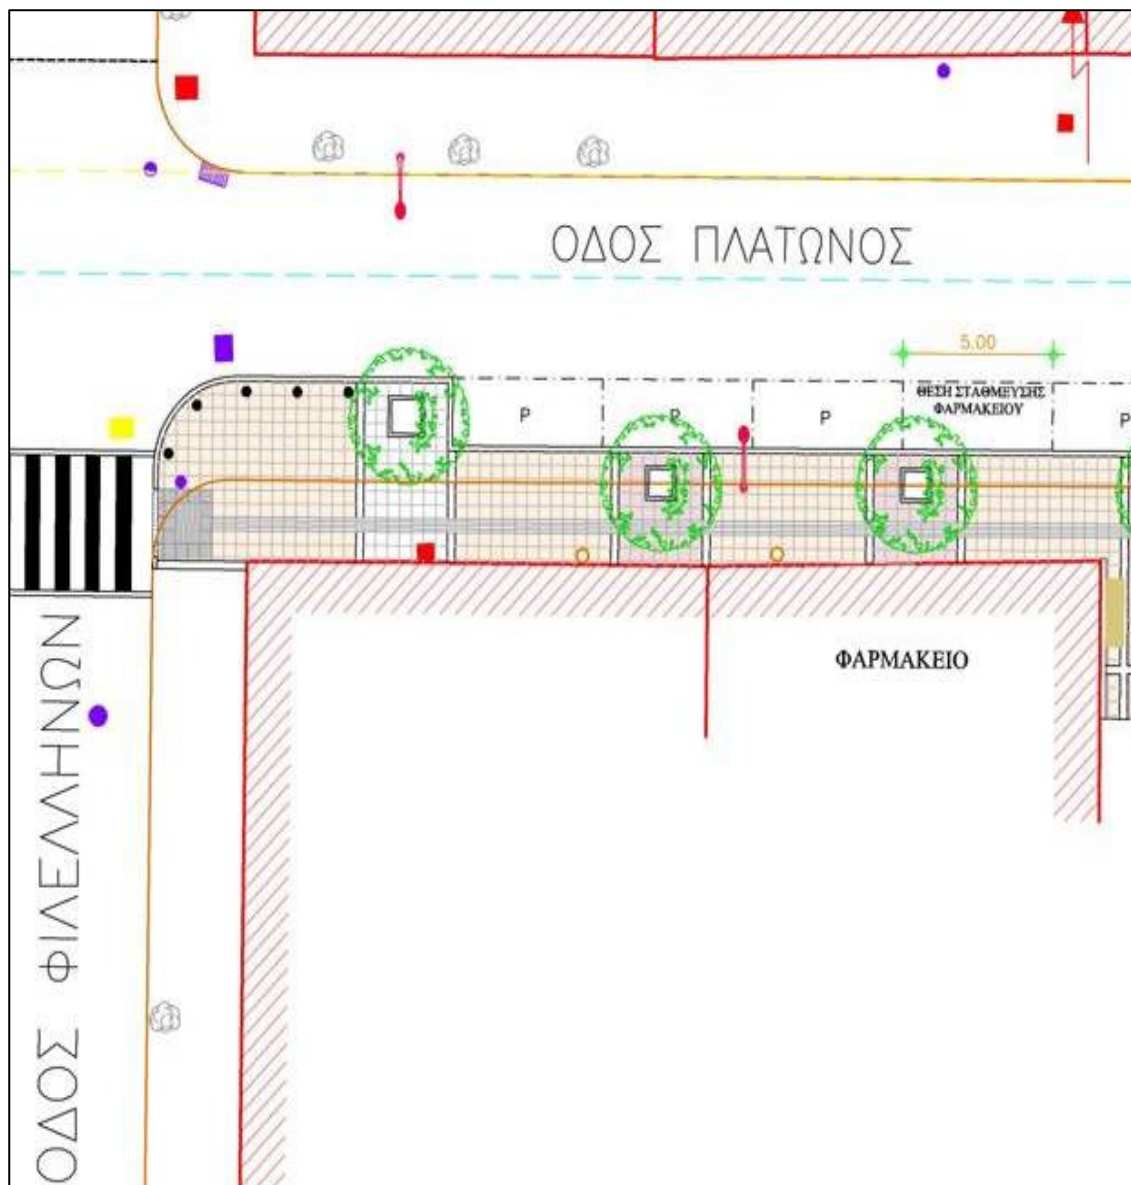 ΟΔΟΣ ΠΛΑΤΩΝΟΣ
5.00
ΘΕΣΗ ΣΤΑΘΜΕΥΣΗΣ
ΦΑΡΜΑΚΕΙΟΥ
P
P
P
P
ΦΑΡΜΑΚΕΙΟ
ΟΔΟΣ ΦΙΛΕΛΛΗΝΩΝ